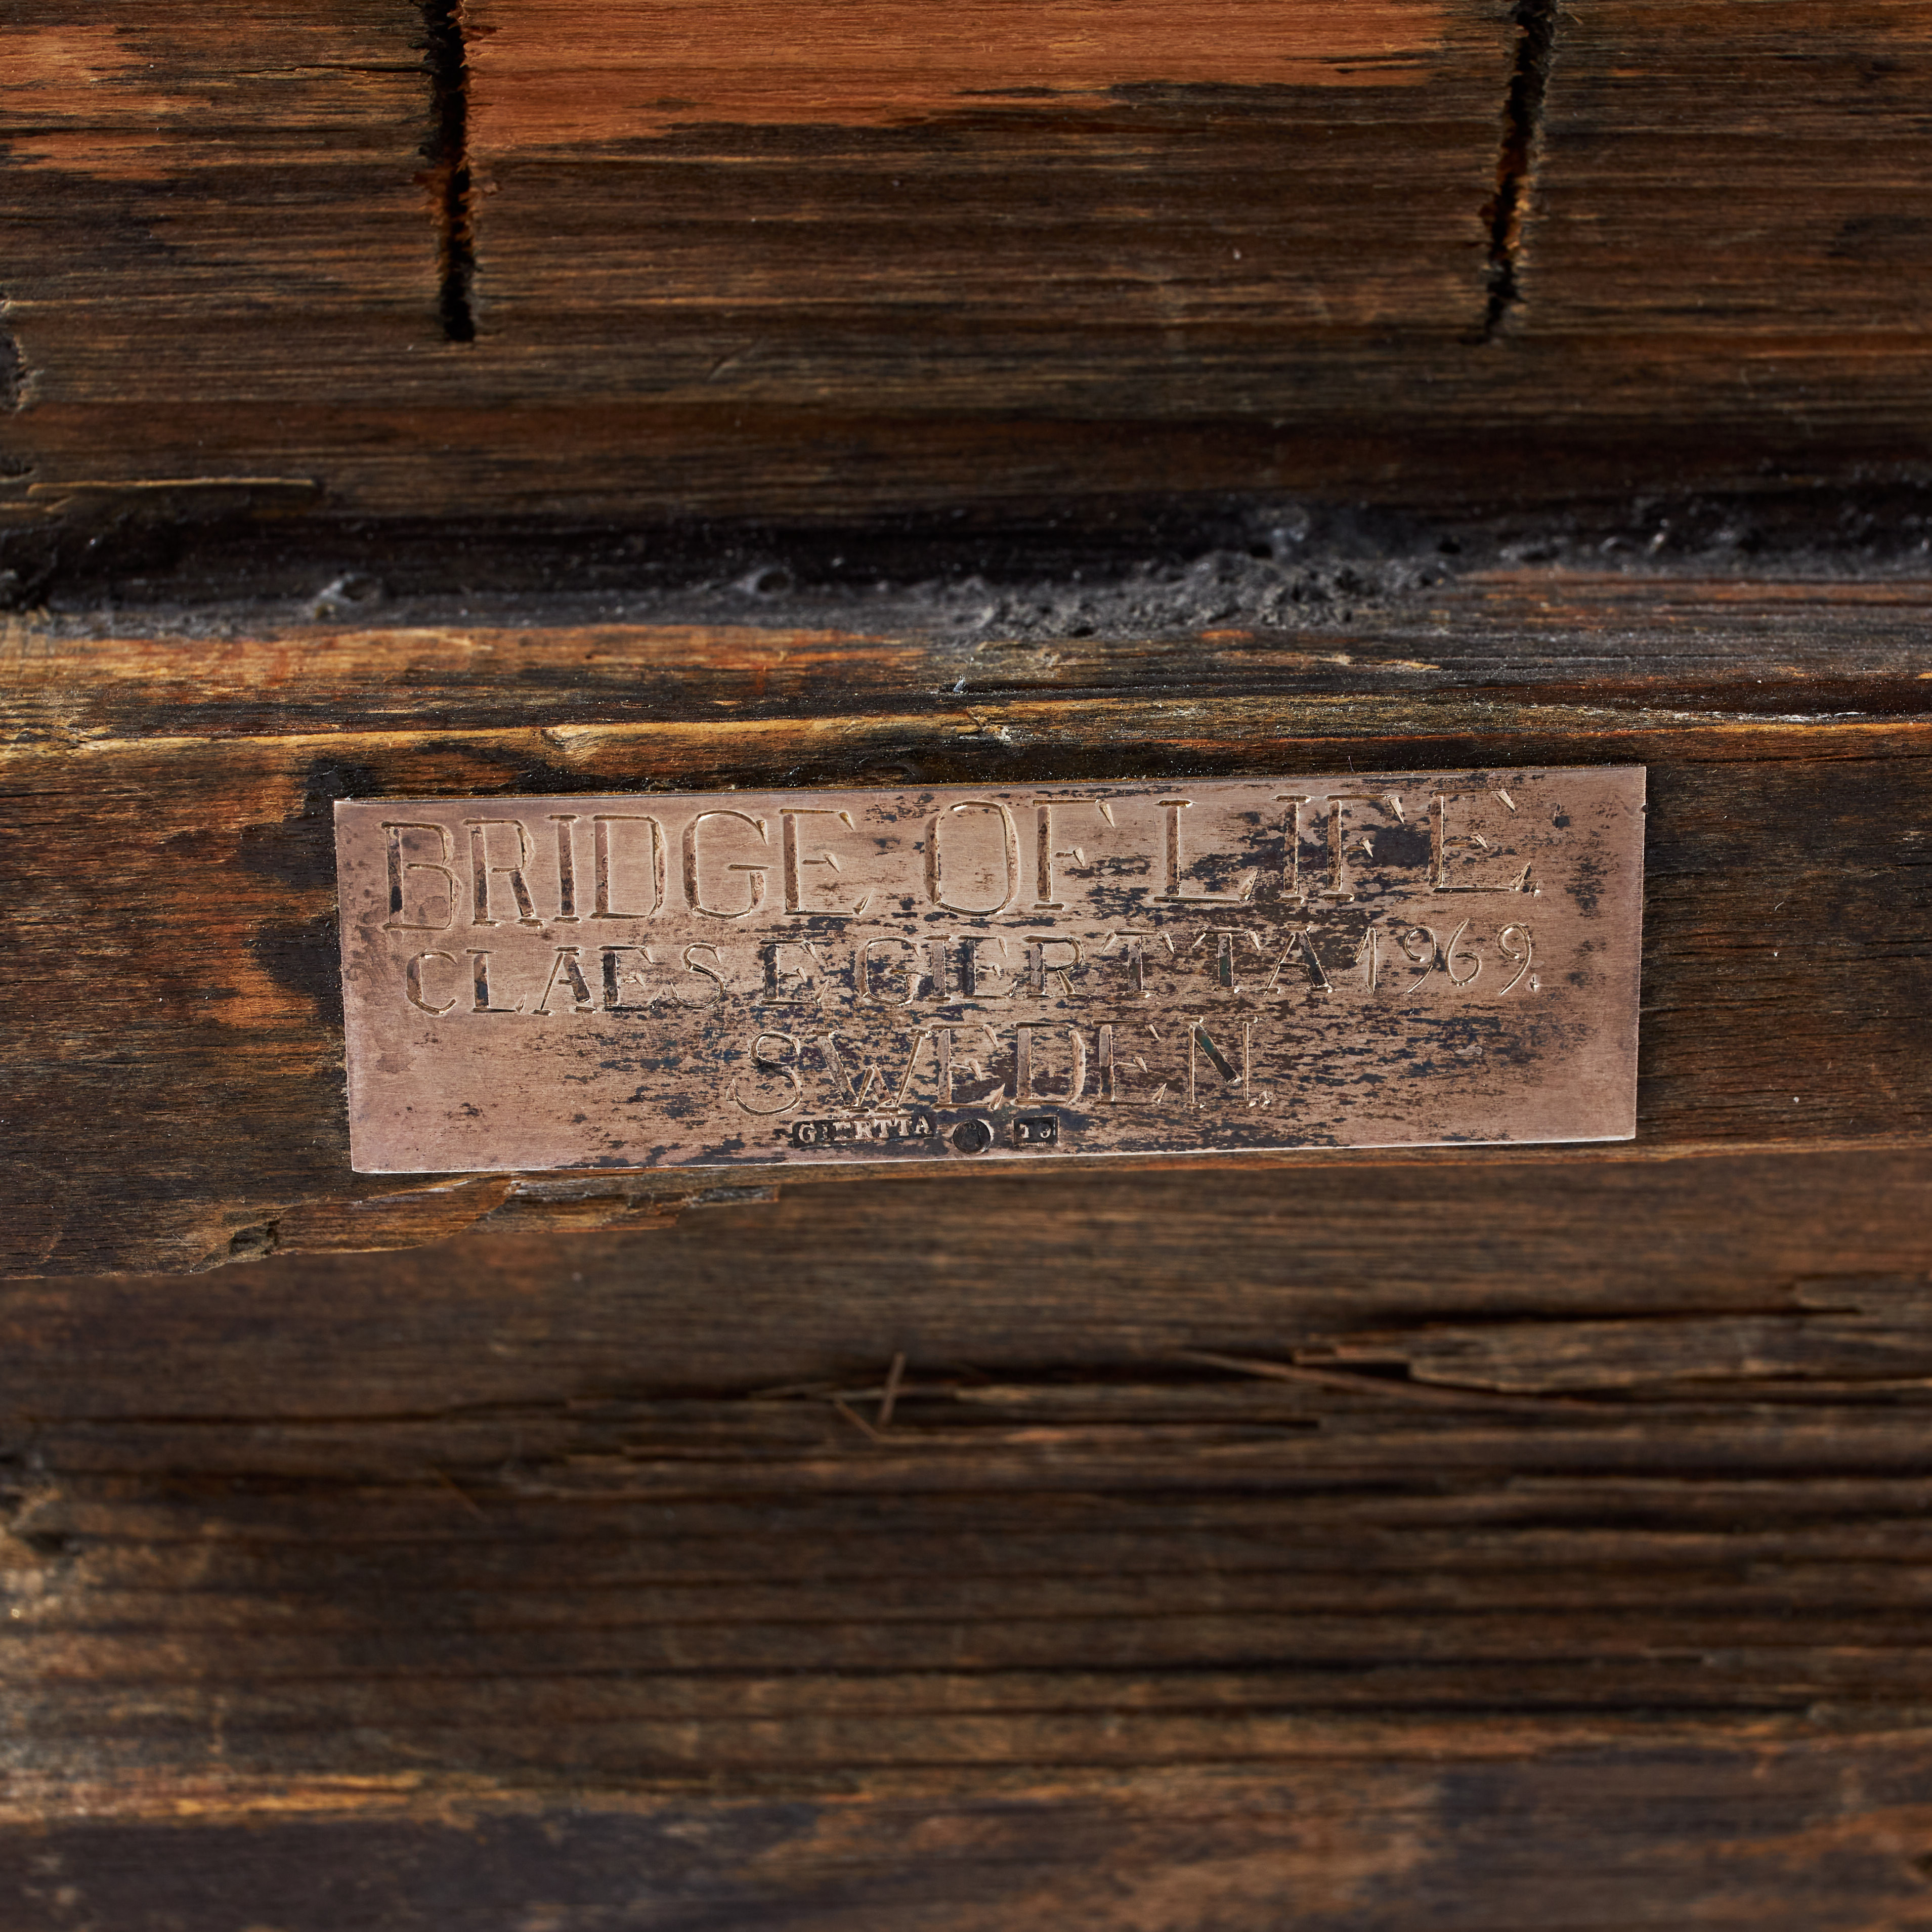 BRIDGE OF LIFE.
CLAES E. GIERTTA 1969.
SWEDEN.
GIERTTA